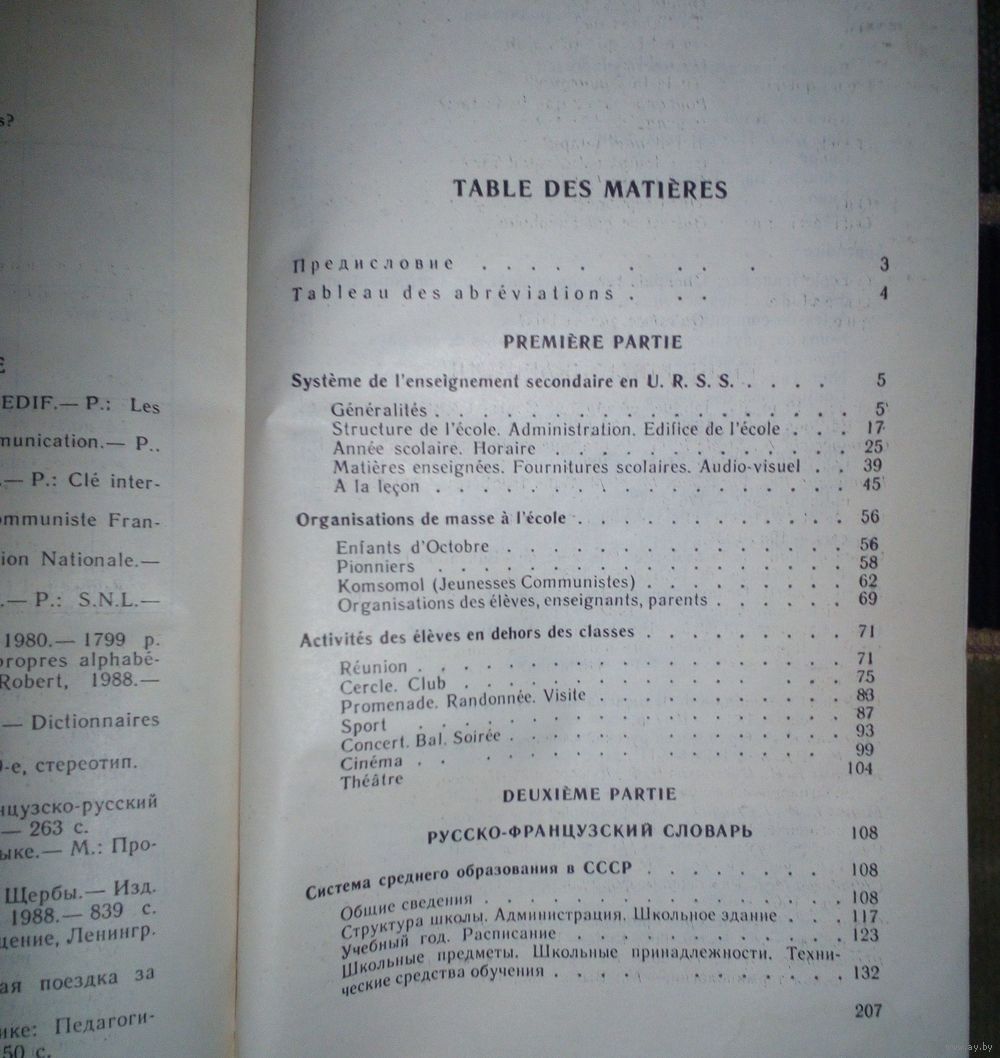 s?
E
EDIF.— P.: Les
munication.— P..
.— P.: Clé inter-
ommuniste Fran-
ion Nationale.—
.— P.: S.N.L.—
1980.— 1799 p.
propres alphabé-
Robert, 1988.—
— Dictionnaires
-е, стереотип.
нцузско-русский
— 263 с.
ыке.— М.: Про-
Щербы.— Изд.
1988.— 839 с.
щение, Ленингр.
ая поездка за
ике: Педагоги-
50 с.
TABLE DES MATIÈRES
Предисловие . . . . . . . 3
Tableau des abréviations . . . 4
PREMIÈRE PARTIE
Système de l'enseignement secondaire en U. R. S. S. . . . . 5
Généralités . . . . . . . . . . . . . . 5
Structure de l'école. Administration. Edifice de l'école . . . 17
Année scolaire. Horaire . . . . . . . . . . . 25
Matières enseignées. Fournitures scolaires. Audio-visuel . . 39
A la leçon . . . . . . . . . . . . . . 45
Organisations de masse à l'école . . . . . . . . . . 56
Enfants d'Octobre . . . . . . . . . . . . 56
Pionniers . . . . . . . . . . . . . 58
Komsomol (Jeunesses Communistes) . . . . . . . . 62
Organisations des élèves, enseignants, parents . . . . . . 69
Activités des élèves en dehors des classes . . . . . . . . 71
Réunion . . . . . . . . . . . . . . 71
Cercle. Club . . . . . . . . . . . . . 75
Promenade. Randonnée. Visite . . . . . . . . . 83
Sport . . . . . . . . . . . . . . 87
Concert. Bal. Soirée . . . . . . . . . . . 93
Cinéma . . . . . . . . . . . . . 99
Théâtre 104
DEUXIÈME PARTIE
РУССКО-ФРАНЦУЗСКИЙ СЛОВАРЬ 108
Система среднего образования в СССР . . . . . . . 108
Общие сведения . . . . . . . . . . . . 108
Структура школы. Администрация. Школьное здание . . . 117
Учебный год. Расписание . . . . . . . . . . 123
Школьные предметы. Школьные принадлежности. Техни-
ческие средства обучения . . . . . . . . . . 132
207
www.ay.by